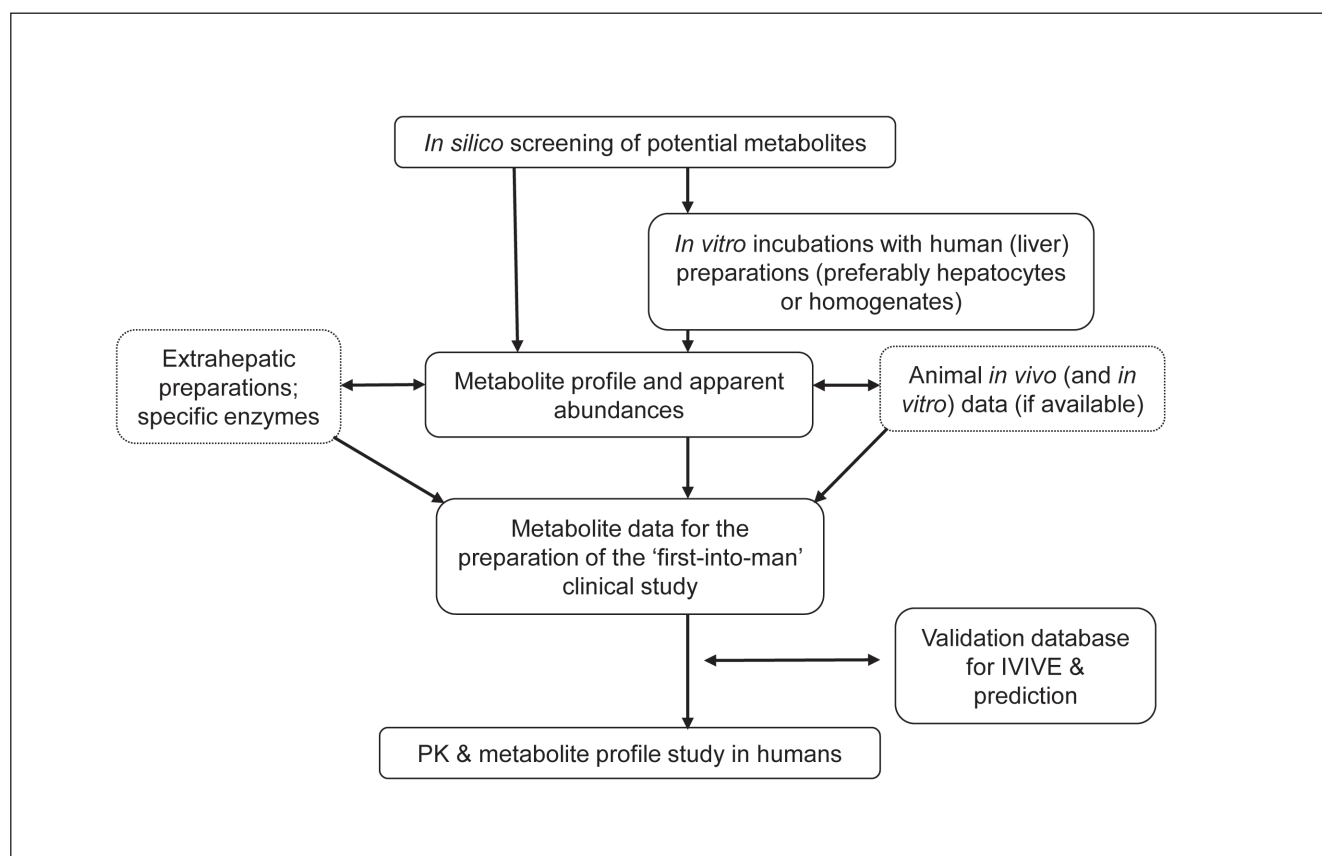 In silico screening of potential metabolites
In vitro incubations with human (liver)
preparations (preferably hepatocytes
or homogenates)
Extrahepatic
preparations;
specific enzymes
Metabolite profile and apparent
abundances
Animal in vivo (and in
vitro) data (if available)
Metabolite data for the
preparation of the ‘first-into-man’
clinical study
Validation database
for IVIVE &
prediction
PK & metabolite profile study in humans